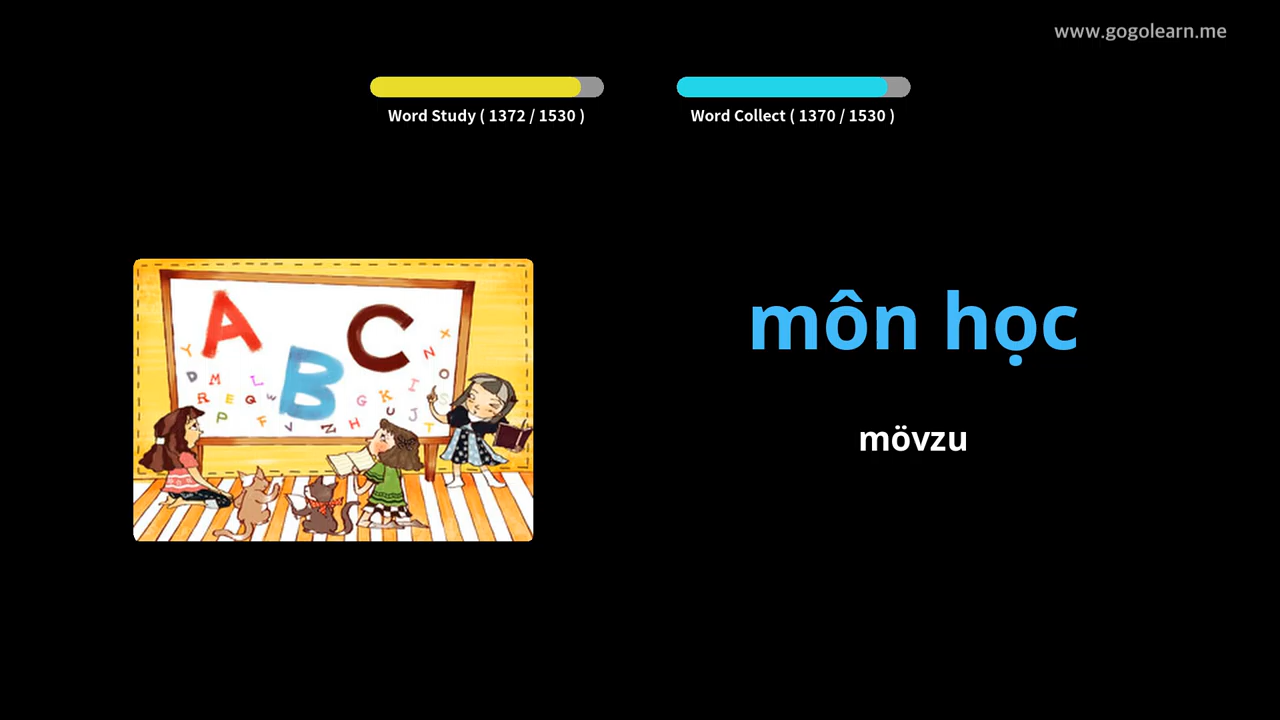 www.gogolearn.me
Word Study ( 1372 / 1530 )
Word Collect ( 1370 / 1530 )
môn học
mövzu
A
B
C
Y
X
N
O
D M L
R E Q W
G K I
S
P F V Z H U J T